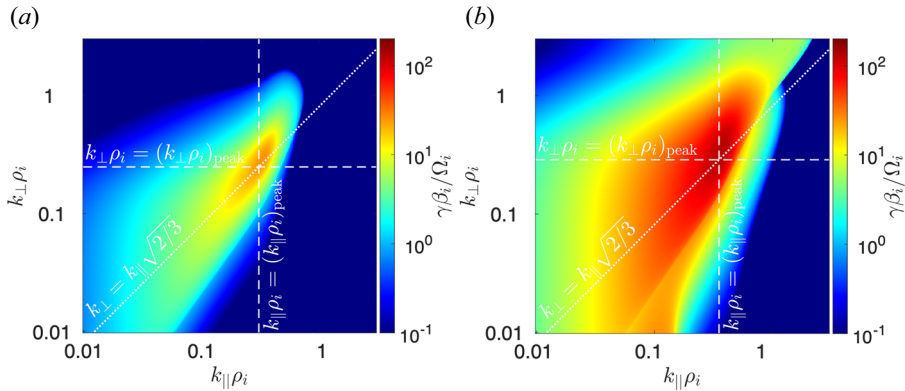 (a)
(b)
k⊥ρi
1
0.1
0.01
0.01
0.1
1
k||ρi
k⊥ρi = (k⊥ρi)peak
k⊥ = k||√2/3
k||ρi = (k||ρi)peak
10²
10¹
10⁰
10⁻¹
γβi/Ωi
k⊥ρi
1
0.1
0.01
0.01
0.1
1
k||ρi
k⊥ρi = (k⊥ρi)peak
k⊥ = k||√2/3
k||ρi = (k||ρi)peak
10²
10¹
10⁰
10⁻¹
γβi/Ωi